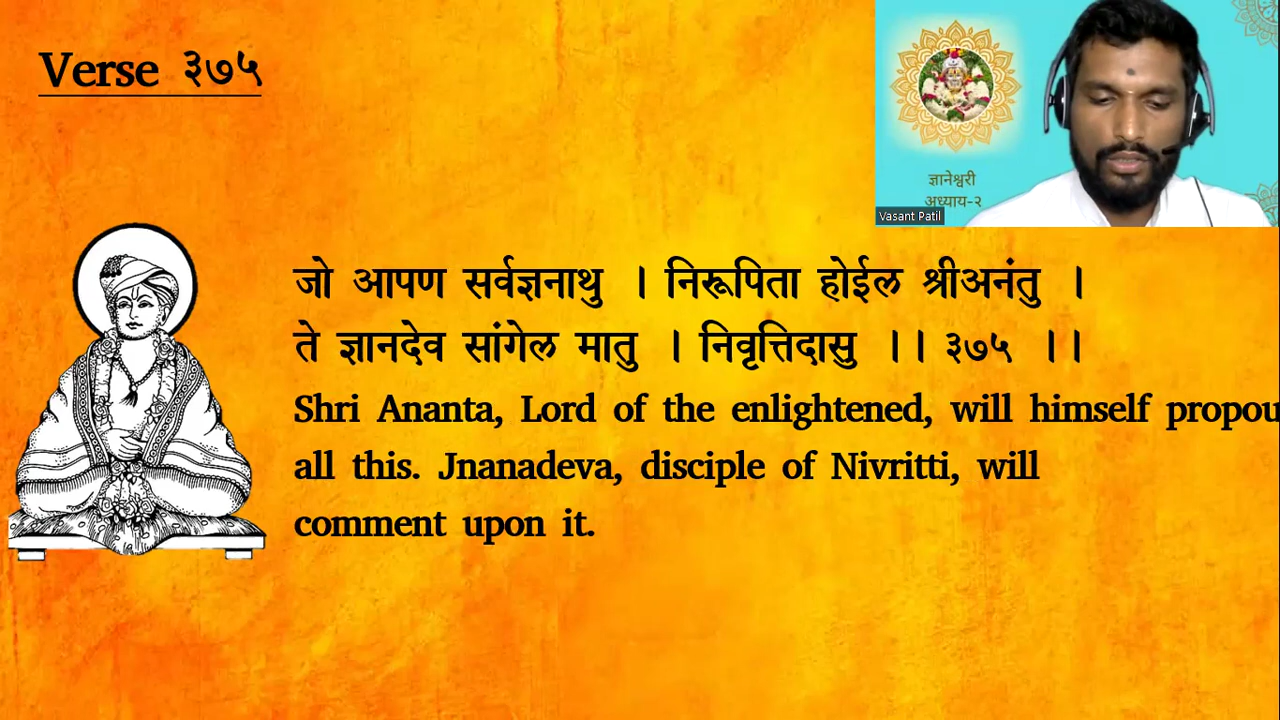 Verse ३७५
ज्ञानेश्वरी
अध्याय-२
Vasant Patil
जो आपण सर्वज्ञनाथु । निरूपिता होईल श्रीअनंतु ।
ते ज्ञानदेव सांगेल मातु । निवृत्तिदासु ।। ३७५ ।।
Shri Ananta, Lord of the enlightened, will himself propou
all this. Jnanadeva, disciple of Nivritti, will
comment upon it.